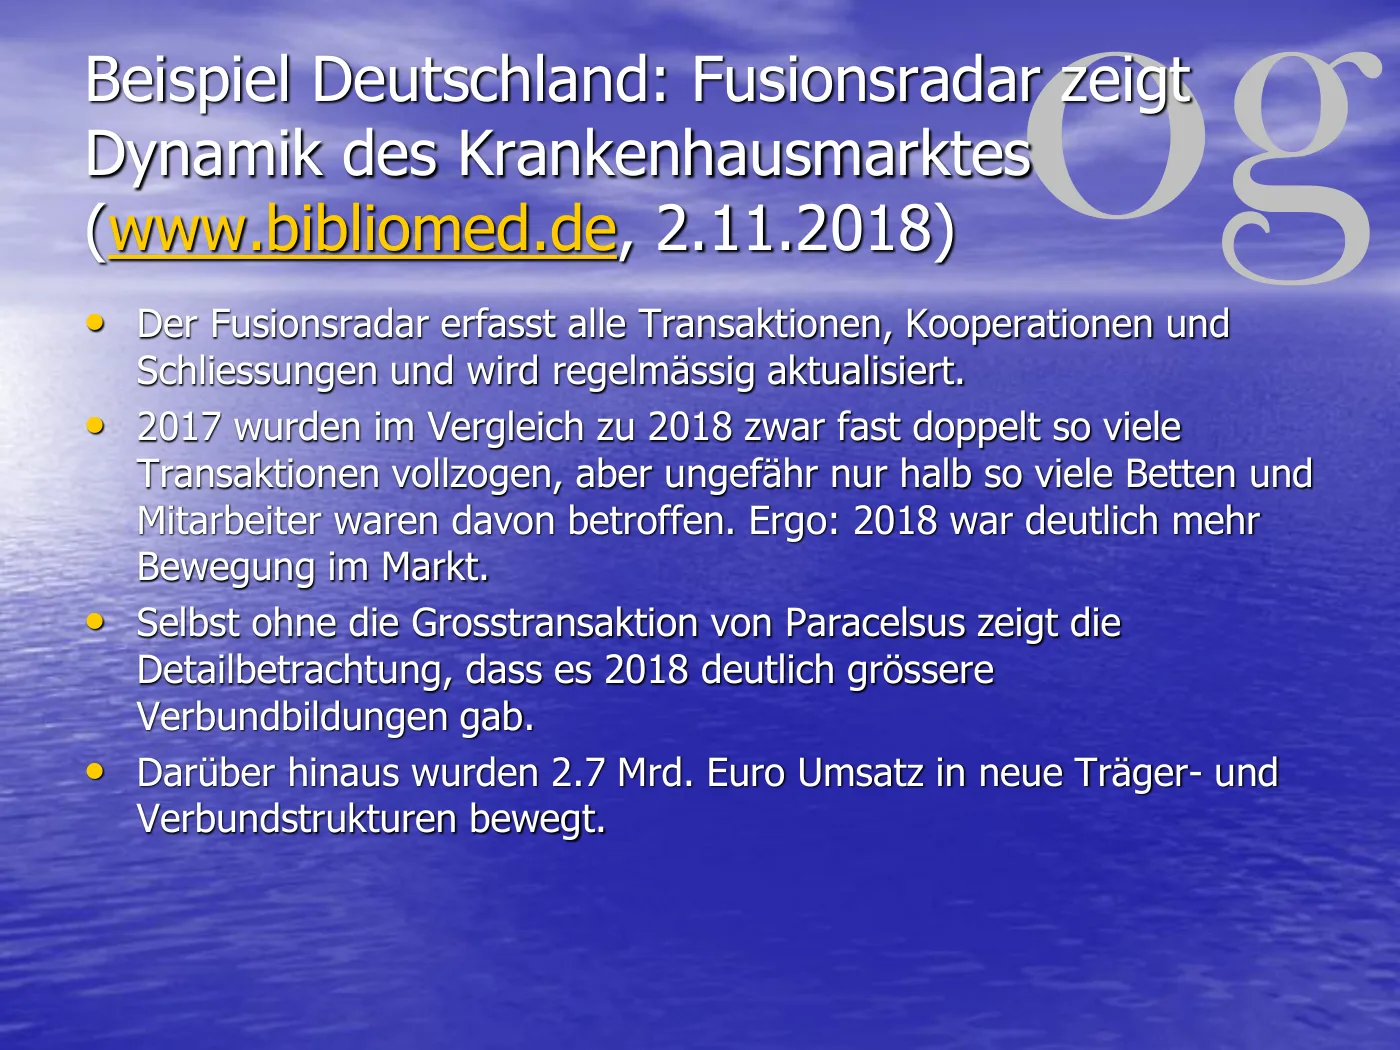 Beispiel Deutschland: Fusionsradar zeigt
Dynamik des Krankenhausmarktes
(www.bibliomed.de, 2.11.2018)
og
• Der Fusionsradar erfasst alle Transaktionen, Kooperationen und
Schliessungen und wird regelmässig aktualisiert.
• 2017 wurden im Vergleich zu 2018 zwar fast doppelt so viele
Transaktionen vollzogen, aber ungefähr nur halb so viele Betten und
Mitarbeiter waren davon betroffen. Ergo: 2018 war deutlich mehr
Bewegung im Markt.
• Selbst ohne die Grosstransaktion von Paracelsus zeigt die
Detailbetrachtung, dass es 2018 deutlich grössere
Verbundbildungen gab.
• Darüber hinaus wurden 2.7 Mrd. Euro Umsatz in neue Träger- und
Verbundstrukturen bewegt.